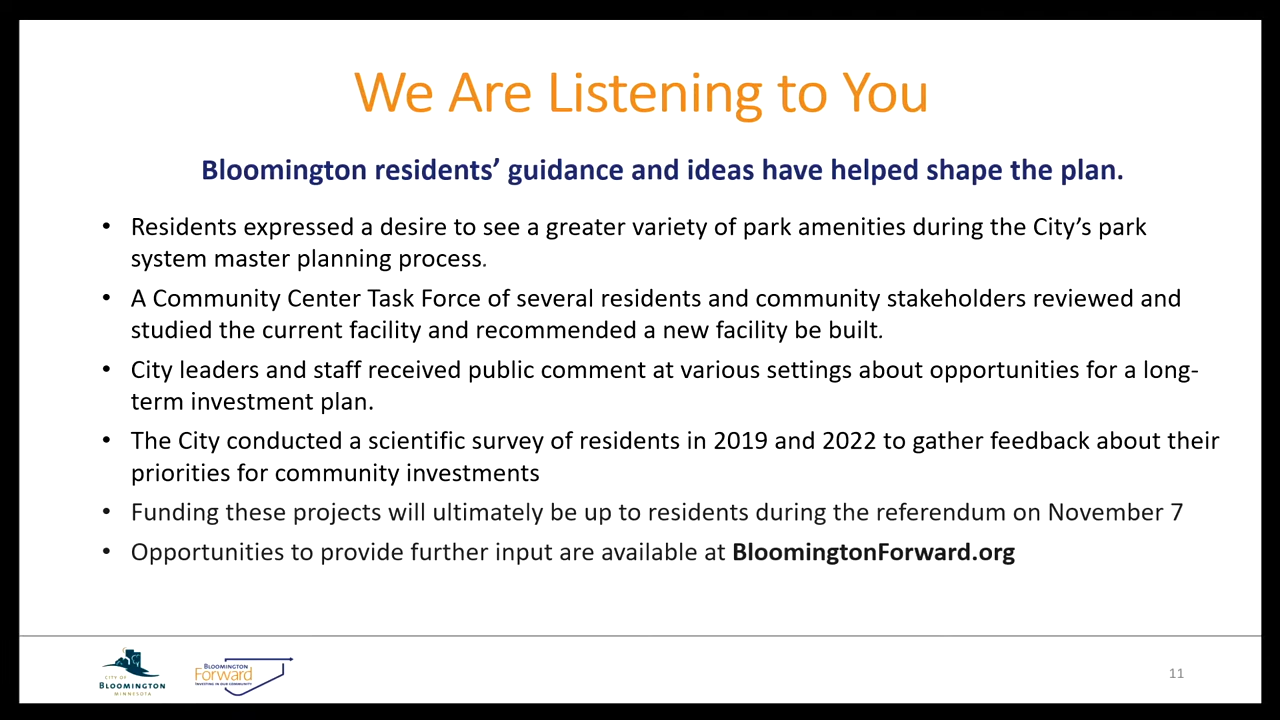 We Are Listening to You
Bloomington residents’ guidance and ideas have helped shape the plan.
• Residents expressed a desire to see a greater variety of park amenities during the City’s park
system master planning process.
• A Community Center Task Force of several residents and community stakeholders reviewed and
studied the current facility and recommended a new facility be built.
• City leaders and staff received public comment at various settings about opportunities for a long-
term investment plan.
• The City conducted a scientific survey of residents in 2019 and 2022 to gather feedback about their
priorities for community investments
• Funding these projects will ultimately be up to residents during the referendum on November 7
• Opportunities to provide further input are available at BloomingtonForward.org
CITY OF
BLOOMINGTON
MINNESOTA
BLOOMINGTON
Forward
INVESTING IN OUR COMMUNITY
11